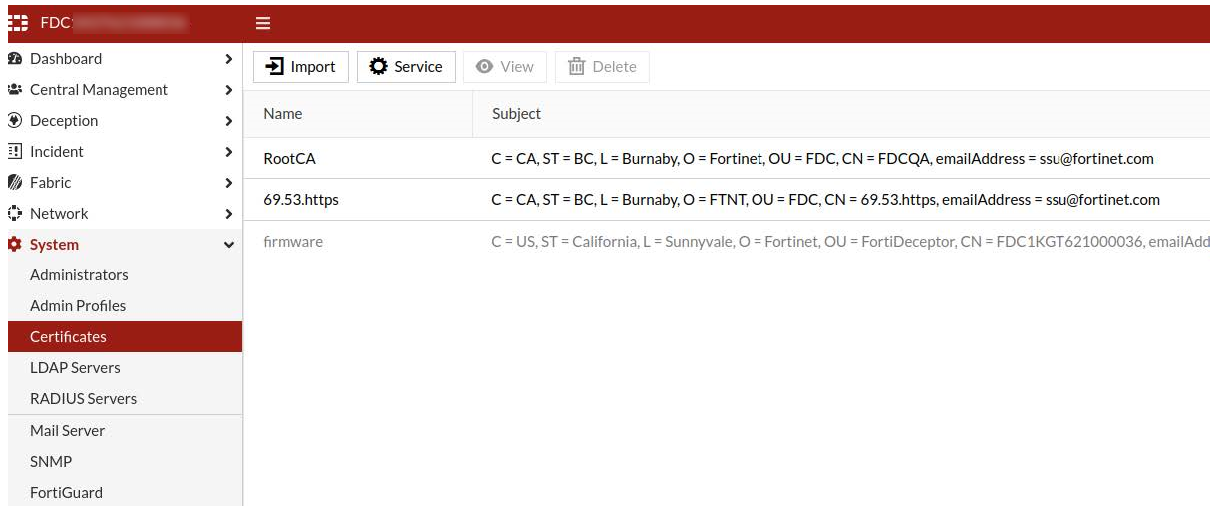 FDC
Dashboard
Central Management
Deception
Incident
Fabric
Network
System
Administrators
Admin Profiles
Certificates
LDAP Servers
RADIUS Servers
Mail Server
SNMP
FortiGuard
Import Service View Delete
Name Subject
RootCA C = CA, ST = BC, L = Burnaby, O = Fortinet, OU = FDC, CN = FDCQA, emailAddress = ssu@fortinet.com
69.53.https C = CA, ST = BC, L = Burnaby, O = FTNT, OU = FDC, CN = 69.53.https, emailAddress = ssu@fortinet.com
firmware C = US, ST = California, L = Sunnyvale, O = Fortinet, OU = FortiDeceptor, CN = FDC1KGT621000036, emailAdd